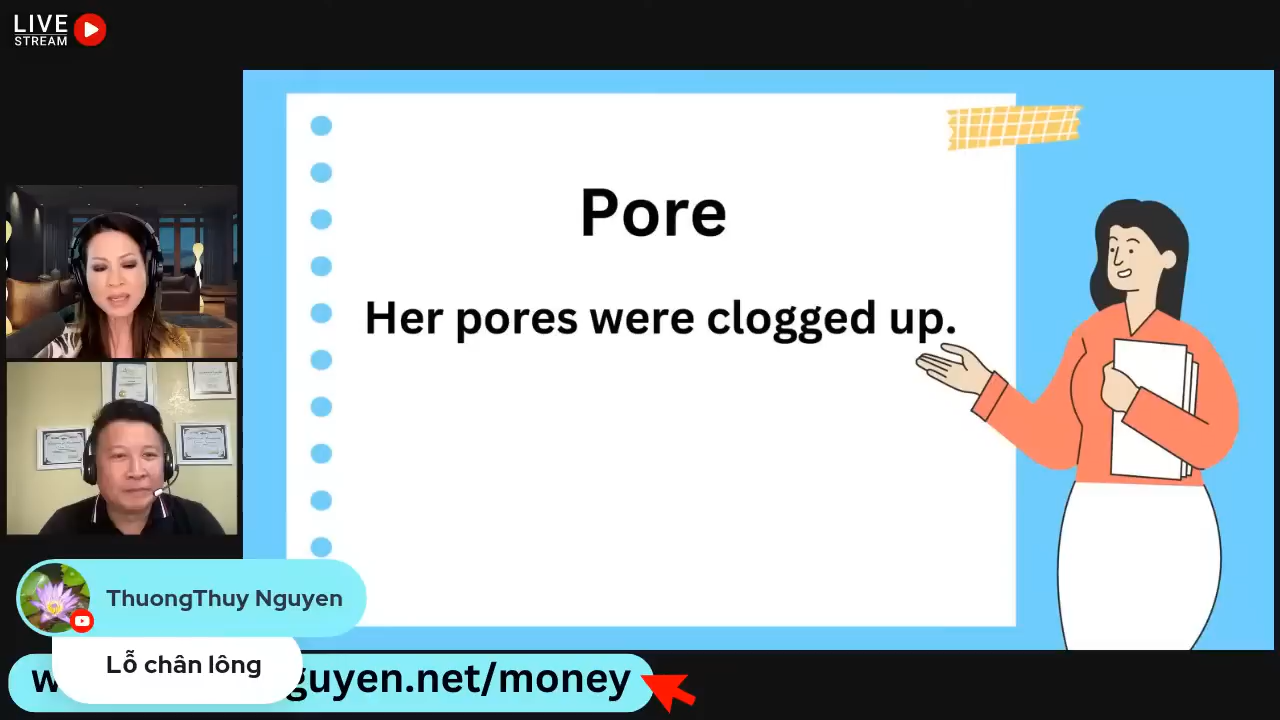 LIVE
STREAM
Pore
Her pores were clogged up.
ThuongThuy Nguyen
Lỗ chân lông
guyen.net/money